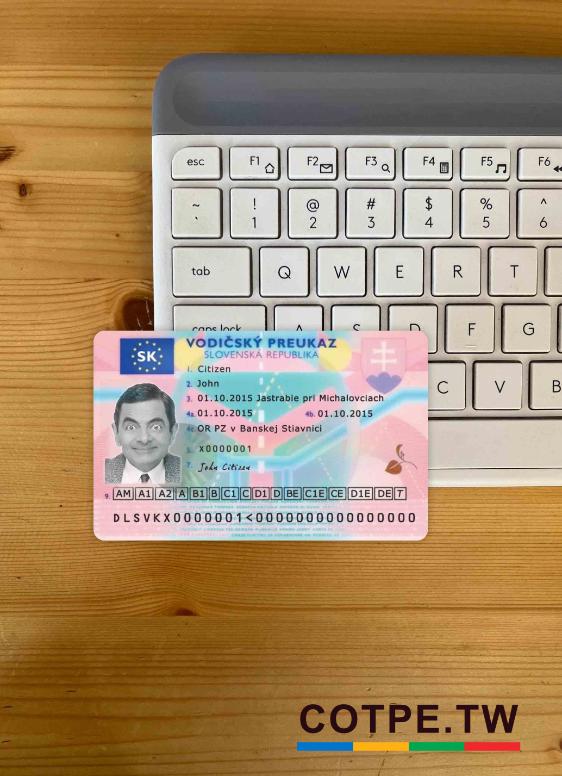 esc F1 F2 F3 F4 F5 F6
~ ! @ # $ % ^
` 1 2 3 4 5 6
tab Q W E R T
caps lock A S D F G
C V B
SK
VODIČSKÝ PREUKAZ
SLOVENSKÁ REPUBLIKA
1. Citizen
2. John
3. 01.10.2015 Jastrabie pri Michalovciach
4a. 01.10.2015 4b. 01.10.2015
4c. OR PZ v Banskej Štiavnici
5. X0000001
7. John Citizen
9. AM A1 A2 A B1 B C1 C D1 D BE C1E CE D1E DE T
DLSVKX0000001<0000000000000000
COTPE.TW